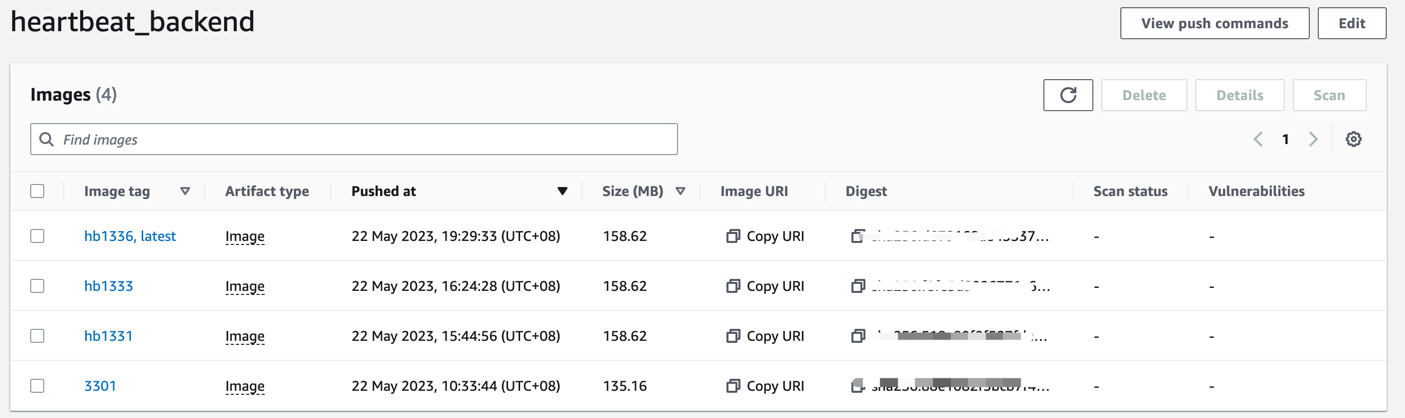 heartbeat_backend View push commands Edit
Images (4) Delete Details Scan
Find images 1
Image tag Artifact type Pushed at Size (MB) Image URI Digest Scan status Vulnerabilities
hb1336, latest Image 22 May 2023, 19:29:33 (UTC+08) 158.62 Copy URI - -
hb1333 Image 22 May 2023, 16:24:28 (UTC+08) 158.62 Copy URI - -
hb1331 Image 22 May 2023, 15:44:56 (UTC+08) 158.62 Copy URI - -
3301 Image 22 May 2023, 10:33:44 (UTC+08) 135.16 Copy URI - -